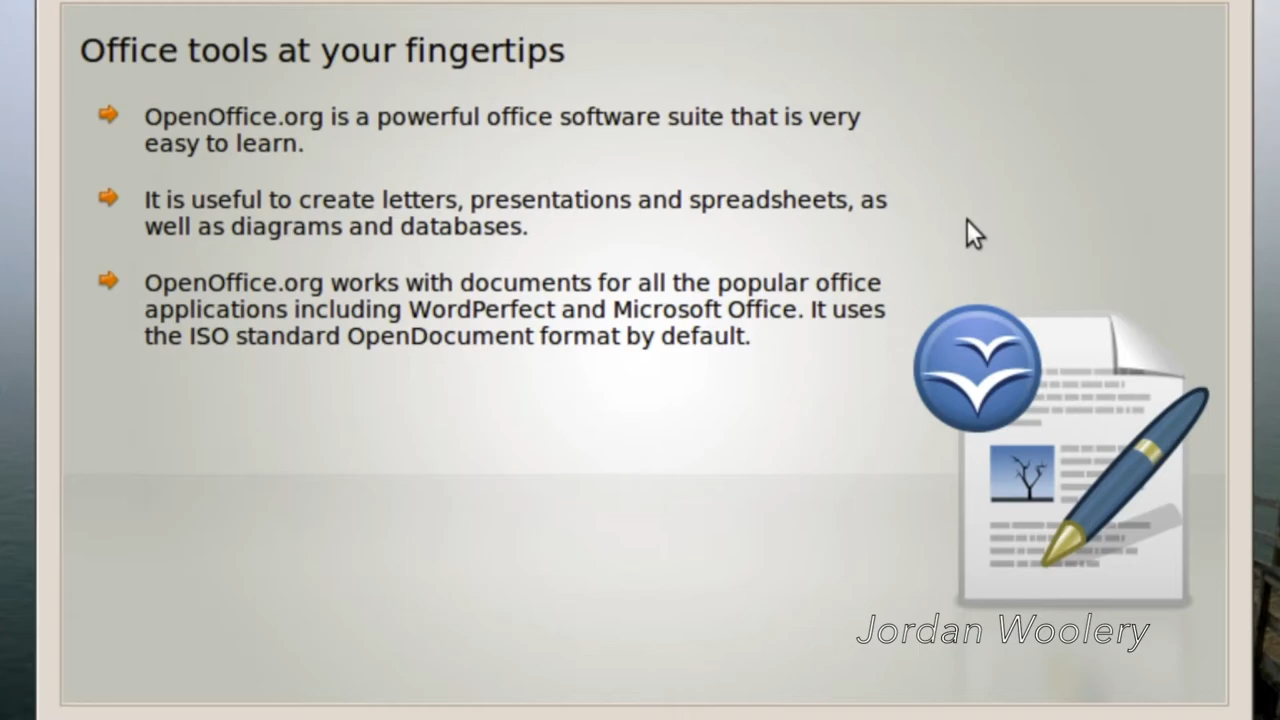 Office tools at your fingertips
OpenOffice.org is a powerful office software suite that is very
easy to learn.
It is useful to create letters, presentations and spreadsheets, as
well as diagrams and databases.
OpenOffice.org works with documents for all the popular office
applications including WordPerfect and Microsoft Office. It uses
the ISO standard OpenDocument format by default.
Jordan Woolery